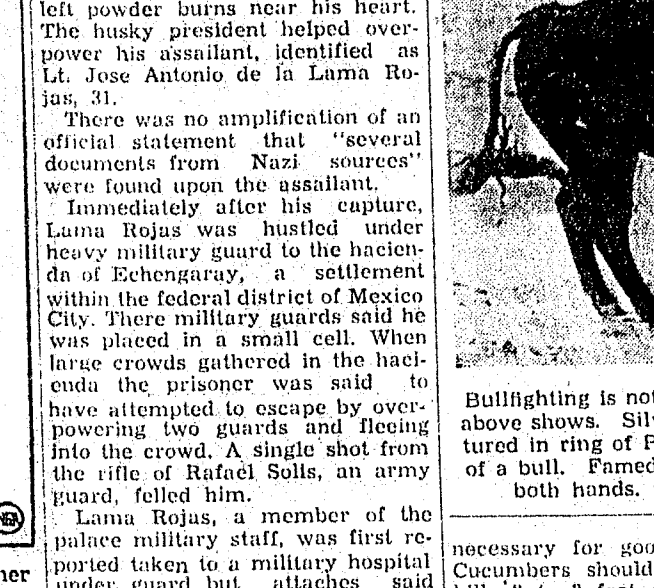 left powder burns near his heart.
The husky president helped over-
power his assailant, identified as
Lt. Jose Antonio de la Lama Ro-
jas, 31.
There was no amplification of an
official statement that "several
documents from Nazi sources"
were found upon the assailant.
Immediately after his capture,
Lama Rojas was hustled under
heavy military guard to the hacien-
da of Echengaray, a settlement
within the federal district of Mexico
City. There military guards said he
was placed in a small cell. When
large crowds gathered in the haci-
enda the prisoner was said to
have attempted to escape by over-
powering two guards and fleeing
into the crowd. A single shot from
the rifle of Rafael Solis, an army
guard, felled him.
Lama Rojas, a member of the
palace military staff, was first re-
ported taken to a military hospital
under guard but attaches said
her
Bullfighting is not
above shows. Sil
tured in ring of P
of a bull. Famed
both hands.
necessary for goo
Cucumbers should